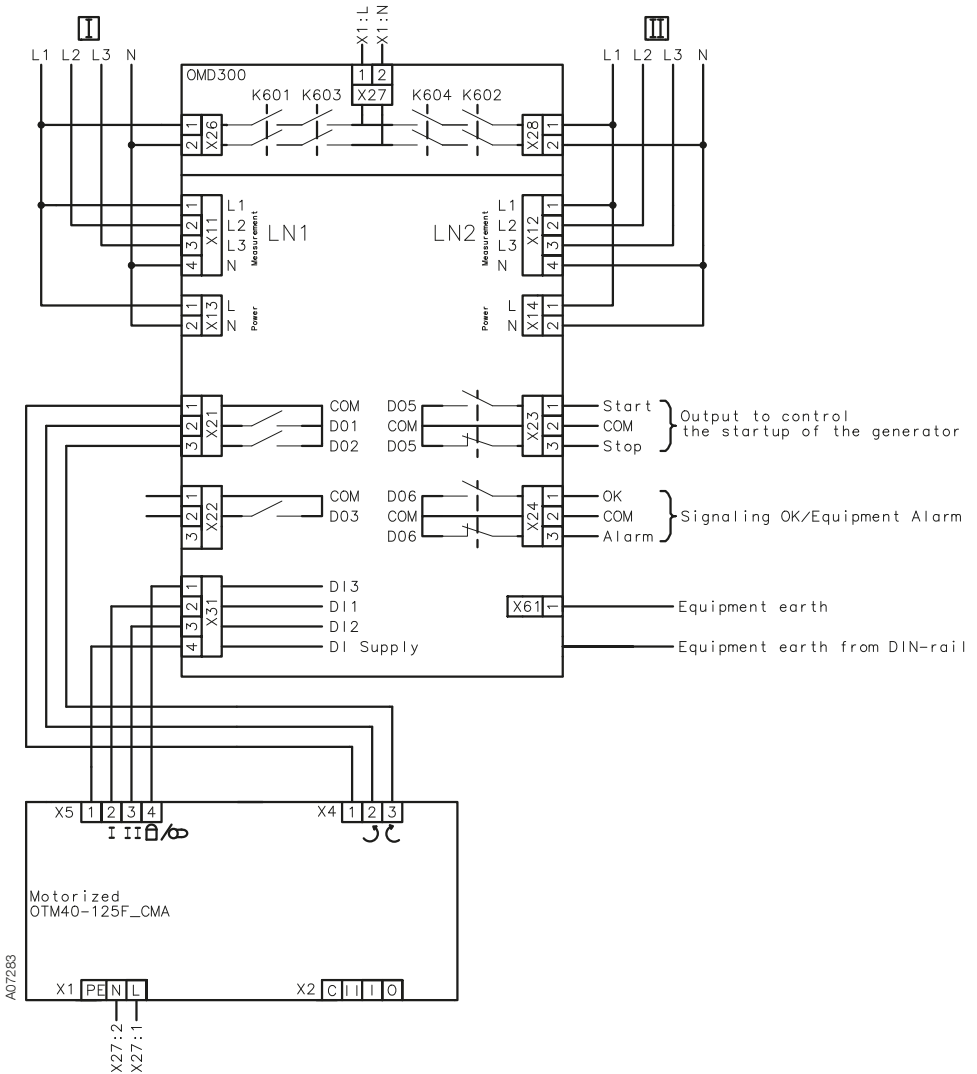 X1:L
X1:N
I
II
L1 L2 L3 N
L1 L2 L3 N
OMD300
1 2
X27
K601 K603
K604 K602
1
2
X26
1
2
X28
1
2
3
4
X11
L1
L2
L3
N
Measurement
LN1
LN2
Measurement
L1
L2
L3
N
X12
1
2
3
4
1
2
X13
L
N
Power
Power
L
N
X14
1
2
1
2
3
X21
COM
DO1
DO2
DO5
COM
DO5
X23
1
2
3
Start
COM
Stop
Output to control
the startup of the generator
1
2
3
X22
COM
DO3
DO6
COM
DO6
X24
1
2
3
OK
COM
Alarm
Signaling OK/Equipment Alarm
1
2
3
4
X31
DI3
DI1
DI2
DI Supply
X61 1
Equipment earth
Equipment earth from DIN-rail
X5 1 2 3 4
I II /
X4 1 2 3
Motorized
OTM40-125F_CMA
X1 PE N L
X2 C II I O
X27:2
X27:1
A07283